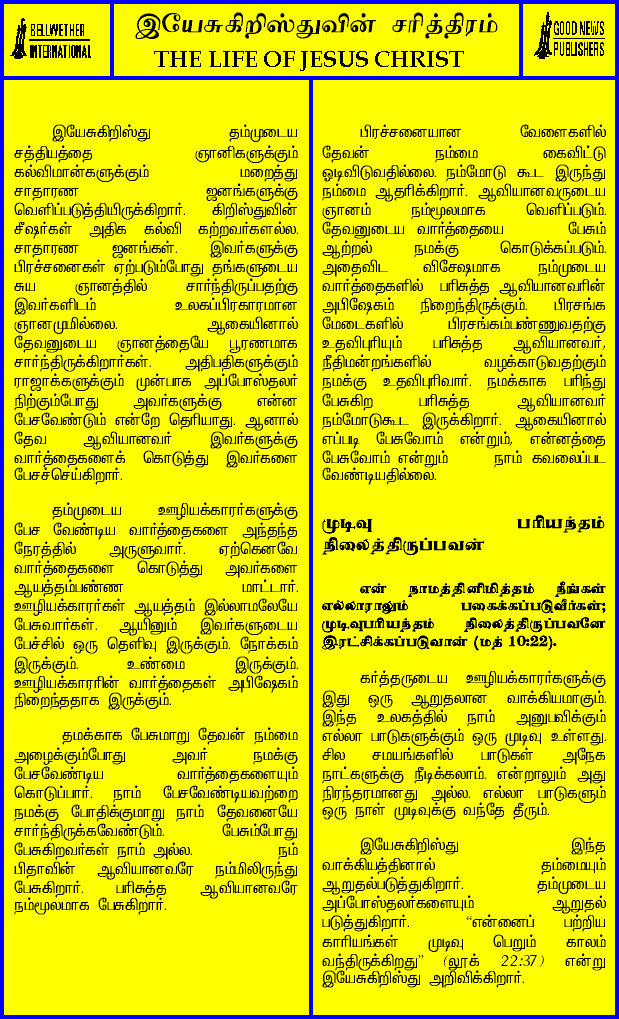 BELLWETHER
INTERNATIONAL
இயேசுகிறிஸ்துவின் சரித்திரம்
THE LIFE OF JESUS CHRIST
GOOD NEWS
PUBLISHERS
இயேசுகிறிஸ்து தம்முடைய
சத்தியத்தை ஞானிகளுக்கும்
கல்விமான்களுக்கும் மறைத்து
சாதாரண ஜனங்களுக்கு
வெளிப்படுத்தியிருக்கிறார். கிறிஸ்துவின்
சீஷர்கள் அதிக கல்வி கற்றவர்களல்ல.
சாதாரண ஜனங்கள். இவர்களுக்கு
பிரச்சனைகள் ஏற்படும்போது தங்களுடைய
சுய ஞானத்தில் சார்ந்திருப்பதற்கு
இவர்களிடம் உலகப்பிரகாரமான
ஞானமுமில்லை. ஆகையினால்
தேவனுடைய ஞானத்தையே பூரணமாக
சார்ந்திருக்கிறார்கள். அதிபதிகளுக்கும்
ராஜாக்களுக்கும் முன்பாக அப்போஸ்தலர்
நிற்கும்போது அவர்களுக்கு என்ன
பேசவேண்டும் என்றே தெரியாது. ஆனால்
தேவ ஆவியானவர் இவர்களுக்கு
வார்த்தைகளைக் கொடுத்து இவர்களை
பேசச்செய்கிறார்.
தம்முடைய ஊழியக்காரர்களுக்கு
பேச வேண்டிய வார்த்தைகளை அந்தந்த
நேரத்தில் அருளுவார். ஏற்கெனவே
வார்த்தைகளை கொடுத்து அவர்களை
ஆயத்தம்பண்ண மாட்டார்.
ஊழியக்காரர்கள் ஆயத்தம் இல்லாமலேயே
பேசுவார்கள். ஆயினும் இவர்களுடைய
பேச்சில் ஒரு தெளிவு இருக்கும். நோக்கம்
இருக்கும். உண்மை இருக்கும்.
ஊழியக்காரரின் வார்த்தைகள் அபிஷேகம்
நிறைந்ததாக இருக்கும்.
தமக்காக பேசுமாறு தேவன் நம்மை
அழைக்கும்போது அவர் நமக்கு
பேசவேண்டிய வார்த்தைகளையும்
கொடுப்பார். நாம் பேசவேண்டியவற்றை
நமக்கு போதிக்குமாறு நாம் தேவனையே
சார்ந்திருக்கவேண்டும். பேசும்போது
பேசுகிறவர்கள் நாம் அல்ல. நம்
பிதாவின் ஆவியானவரே நம்மிலிருந்து
பேசுகிறார். பரிசுத்த ஆவியானவரே
நம்மூலமாக பேசுகிறார்.
பிரச்சனையான வேளைகளில்
தேவன் நம்மை கைவிட்டு
ஓடிவிடுவதில்லை. நம்மோடு கூட இருந்து
நம்மை ஆதரிக்கிறார். ஆவியானவருடைய
ஞானம் நம்மூலமாக வெளிப்படும்.
தேவனுடைய வார்த்தையை பேசும்
ஆற்றல் நமக்கு கொடுக்கப்படும்.
அதைவிட விசேஷமாக நம்முடைய
வார்த்தைகளில் பரிசுத்த ஆவியானவரின்
அபிஷேகம் நிறைந்திருக்கும். பிரசங்க
மேடைகளில் பிரசங்கம்பண்ணுவதற்கு
உதவிபுரியும் பரிசுத்த ஆவியானவர்,
நீதிமன்றங்களில் வழக்காடுவதற்கும்
நமக்கு உதவிபுரிவார். நமக்காக பரிந்து
பேசுகிற பரிசுத்த ஆவியானவர்
நம்மோடுகூட இருக்கிறார். ஆகையினால்
எப்படி பேசுவோம் என்றும், என்னத்தை
பேசுவோம் என்றும் நாம் கவலைப்பட
வேண்டியதில்லை.
முடிவு பரியந்தம்
நிலைத்திருப்பவன்
என் நாமத்தினிமித்தம் நீங்கள்
எல்லாராலும் பகைக்கப்படுவீர்கள்;
முடிவுபரியந்தம் நிலைத்திருப்பவனே
இரட்சிக்கப்படுவான் (மத் 10:22).
கர்த்தருடைய ஊழியக்காரர்களுக்கு
இது ஒரு ஆறுதலான வாக்கியமாகும்.
இந்த உலகத்தில் நாம் அனுபவிக்கும்
எல்லா பாடுகளுக்கும் ஒரு முடிவு உள்ளது.
சில சமயங்களில் பாடுகள் அநேக
நாட்களுக்கு நீடிக்கலாம். என்றாலும் அது
நிரந்தரமானது அல்ல. எல்லா பாடுகளும்
ஒரு நாள் முடிவுக்கு வந்தே தீரும்.
இயேசுகிறிஸ்து இந்த
வாக்கியத்தினால் தம்மையும்
ஆறுதல்படுத்துகிறார். தம்முடைய
அப்போஸ்தலர்களையும் ஆறுதல்
படுத்துகிறார். “என்னைப் பற்றிய
காரியங்கள் முடிவு பெறும் காலம்
வந்திருக்கிறது” (லூக் 22:37) என்று
இயேசுகிறிஸ்து அறிவிக்கிறார்.